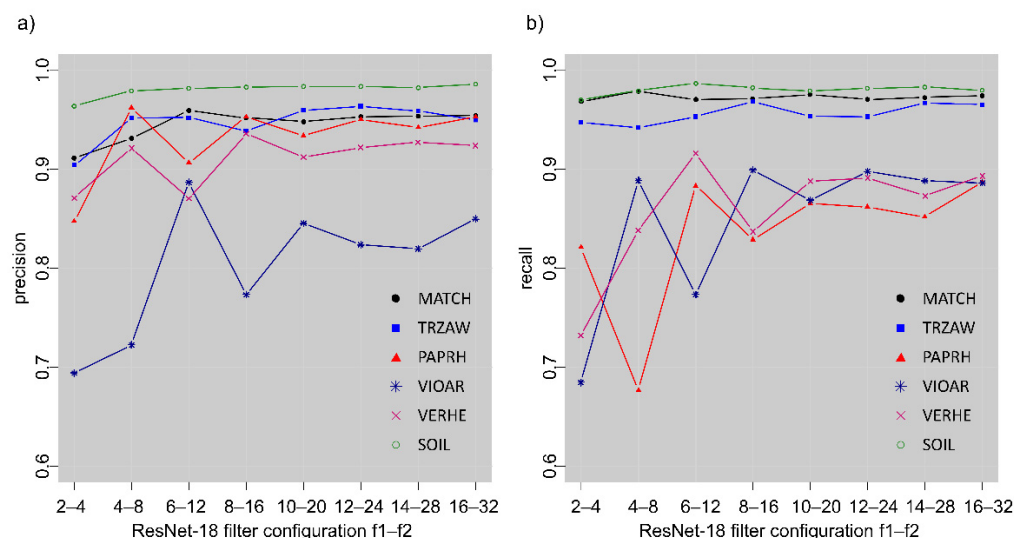 a)
precision
1.0
0.9
0.8
0.7
0.6
MATCH
TRZAW
PAPRH
VIOAR
VERHE
SOIL
2–4 4–8 6–12 8–16 10–20 12–24 14–28 16–32
ResNet-18 filter configuration f1–f2
b)
recall
1.0
0.9
0.8
0.7
0.6
MATCH
TRZAW
PAPRH
VIOAR
VERHE
SOIL
2–4 4–8 6–12 8–16 10–20 12–24 14–28 16–32
ResNet-18 filter configuration f1–f2